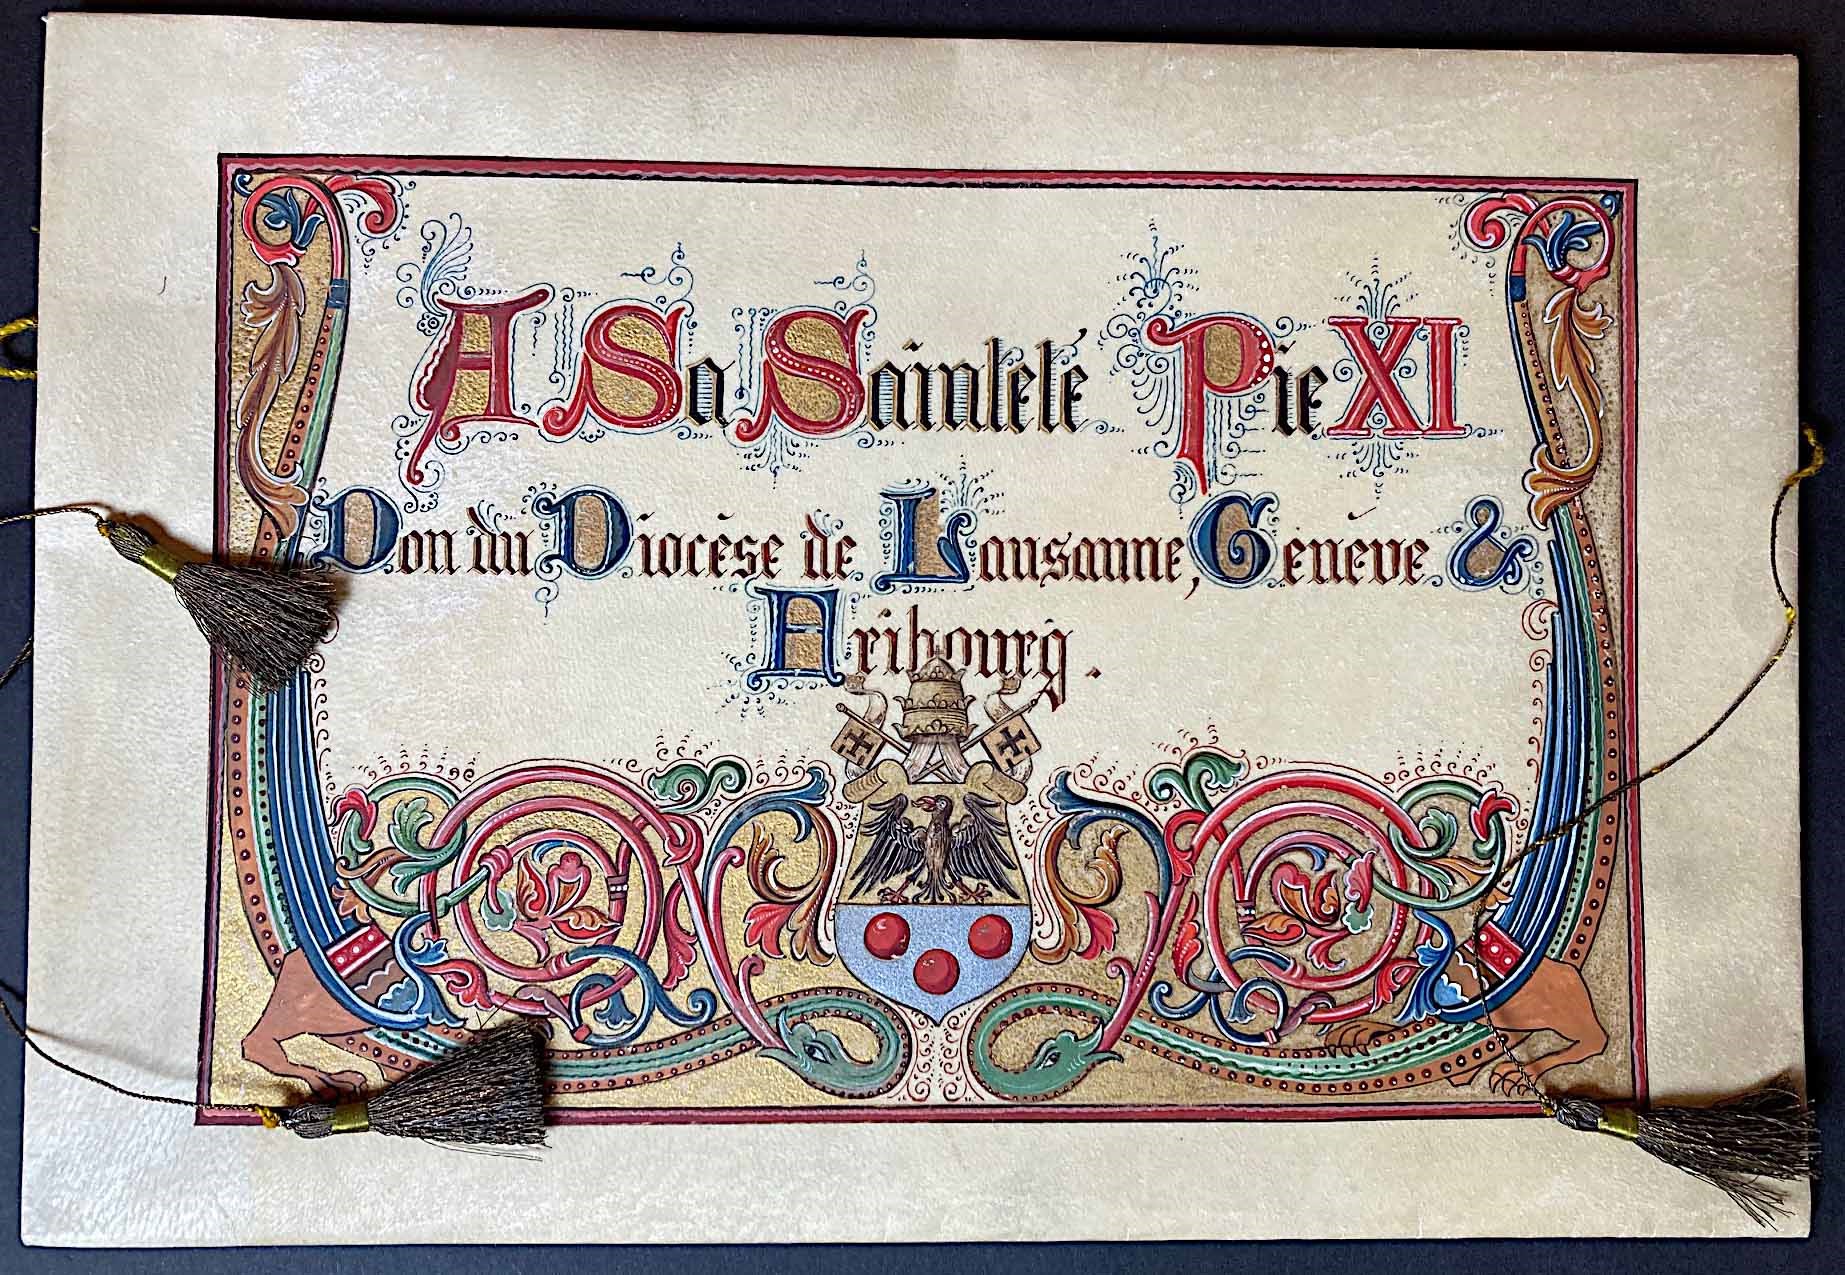 A Sa Sainteté Pie XI
Don du Diocèse de Lausanne, Genève &
Fribourg.